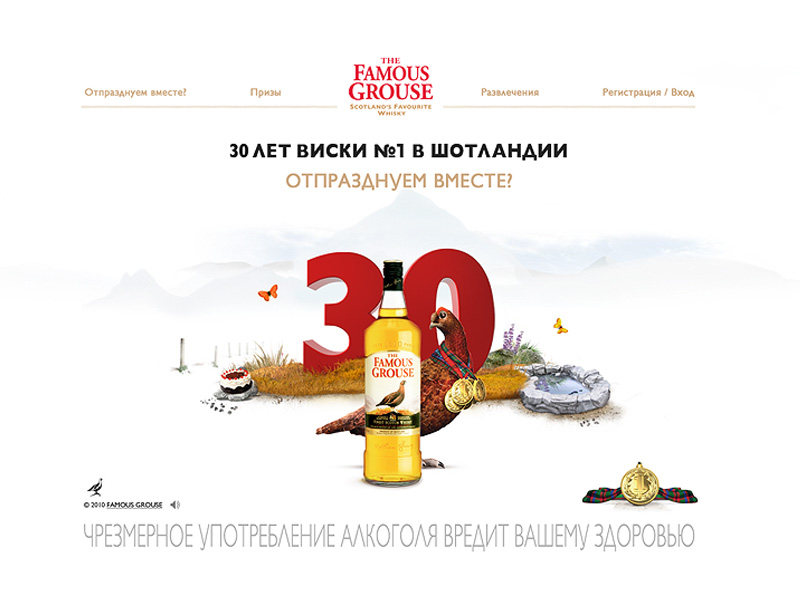 THE
FAMOUS
GROUSE
SCOTLAND'S FAVOURITE
WHISKY
Отпразднуем вместе?
Призы
Развлечения
Регистрация / Вход
30 ЛЕТ ВИСКИ №1 В ШОТЛАНДИИ
ОТПРАЗДНУЕМ ВМЕСТЕ?
30
THE
FAMOUS
GROUSE
1
© 2010 FAMOUS GROUSE
ЧРЕЗМЕРНОЕ УПОТРЕБЛЕНИЕ АЛКОГОЛЯ ВРЕДИТ ВАШЕМУ ЗДОРОВЬЮ